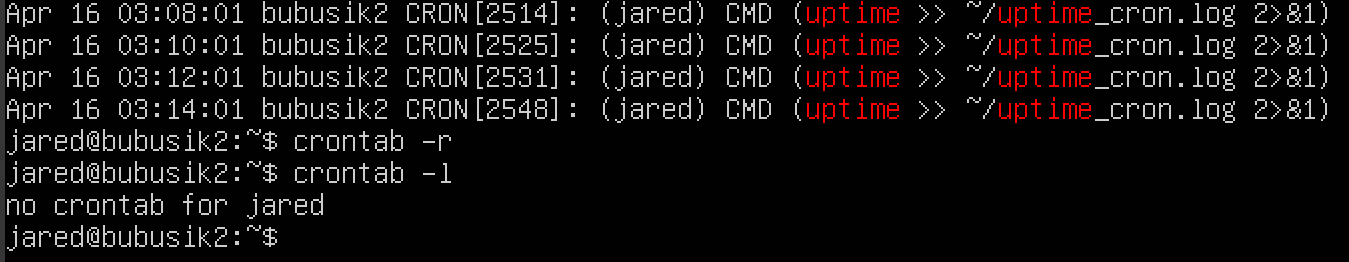 Apr 16 03:08:01 bubusik2 CRON[2514]: (jared) CMD (uptime >> ~/uptime_cron.log 2>&1)
Apr 16 03:10:01 bubusik2 CRON[2525]: (jared) CMD (uptime >> ~/uptime_cron.log 2>&1)
Apr 16 03:12:01 bubusik2 CRON[2531]: (jared) CMD (uptime >> ~/uptime_cron.log 2>&1)
Apr 16 03:14:01 bubusik2 CRON[2548]: (jared) CMD (uptime >> ~/uptime_cron.log 2>&1)
jared@bubusik2:~$ crontab -r
jared@bubusik2:~$ crontab -l
no crontab for jared
jared@bubusik2:~$